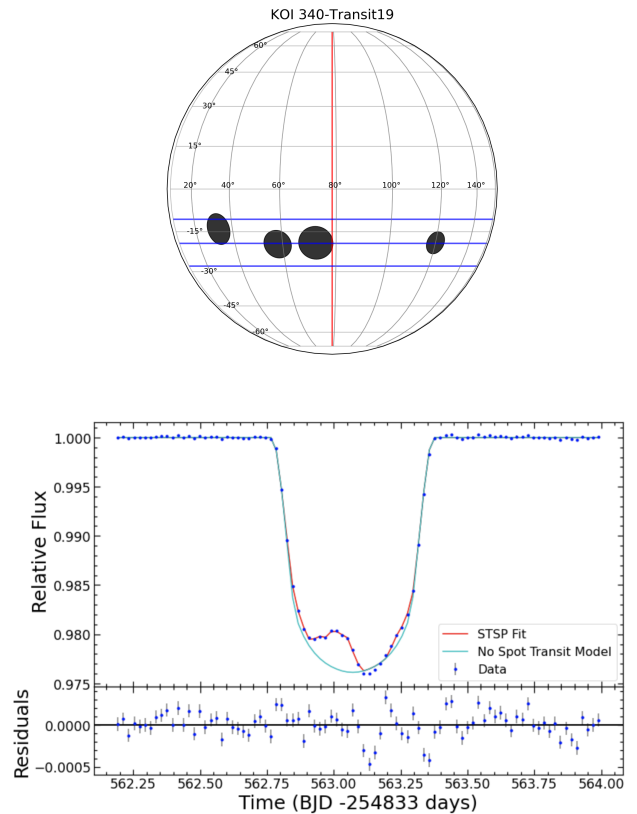 KOI 340-Transit19
60°
45°
30°
15°
20° 40° 60° 80° 100° 120° 140°
-15°
-30°
-45°
-60°
1.000
0.995
0.990
0.985
0.980
0.975
Relative Flux
STSP Fit
No Spot Transit Model
Data
0.0000
−0.0005
Residuals
562.25 562.50 562.75 563.00 563.25 563.50 563.75 564.00
Time (BJD -254833 days)